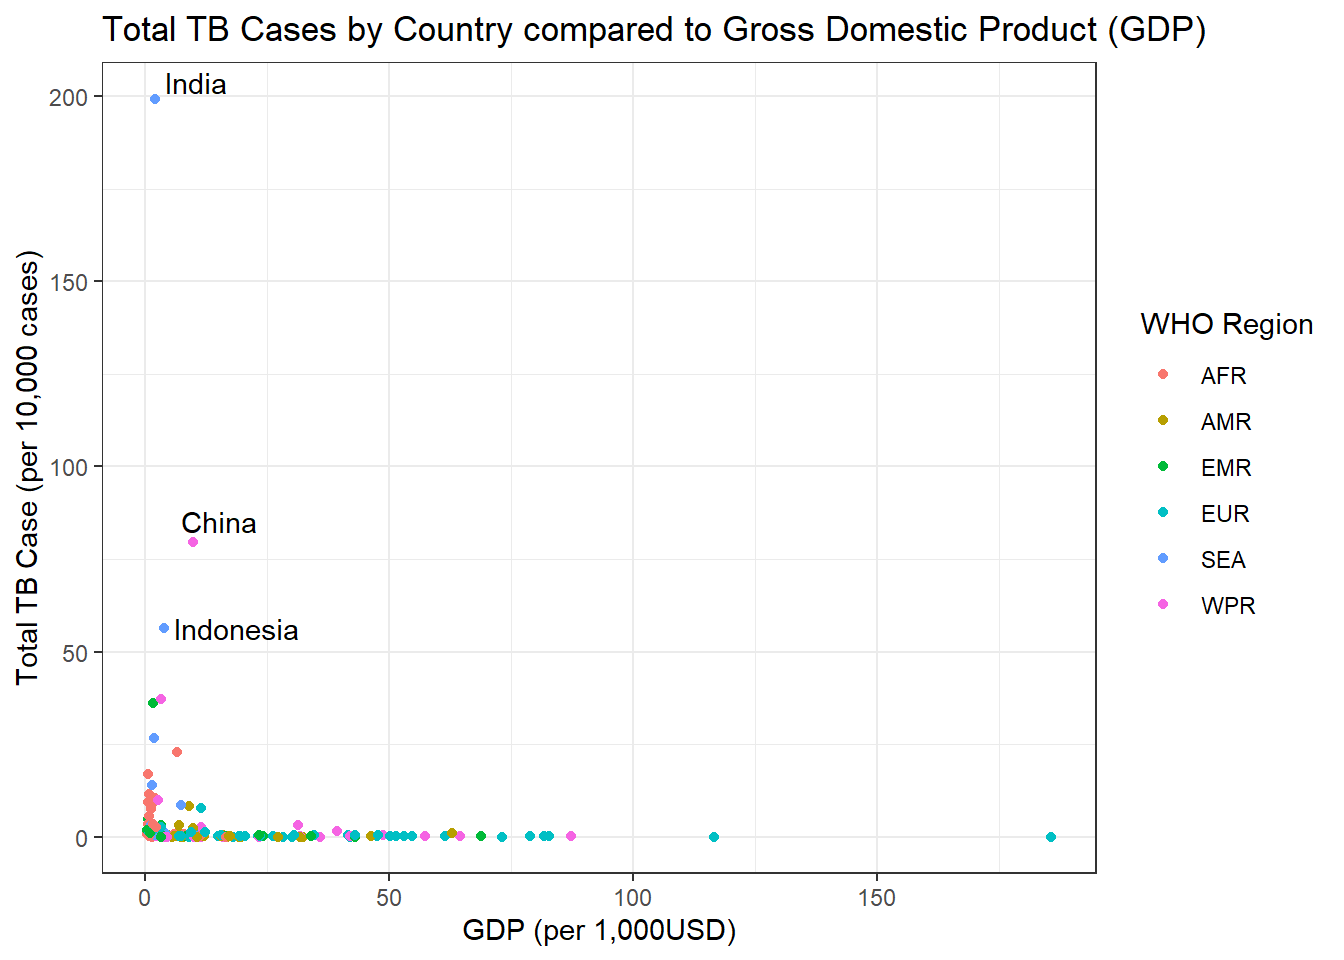 Total TB Cases by Country compared to Gross Domestic Product (GDP)
Total TB Case (per 10,000 cases)
200
150
100
50
0
India
China
Indonesia
0
50
100
150
GDP (per 1,000USD)
WHO Region
AFR
AMR
EMR
EUR
SEA
WPR